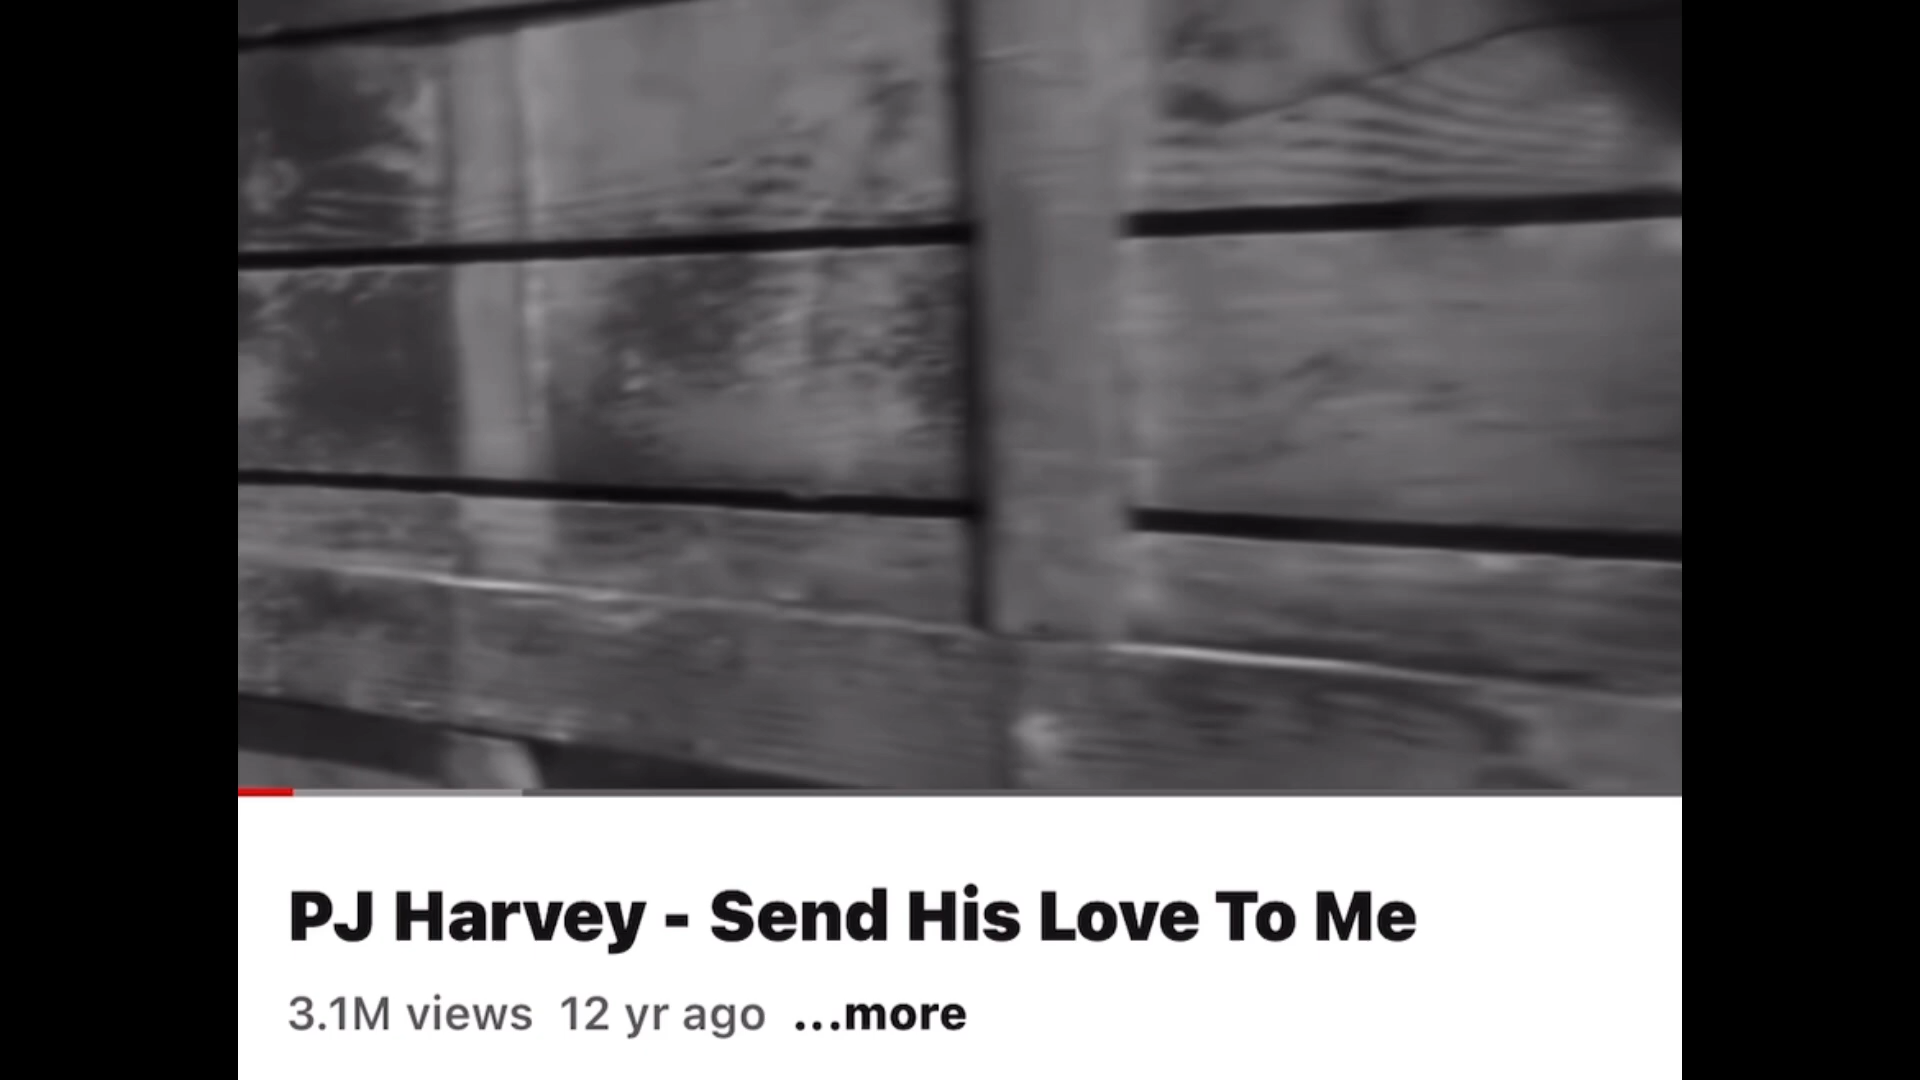 PJ Harvey - Send His Love To Me
3.1M views 12 yr ago ...more